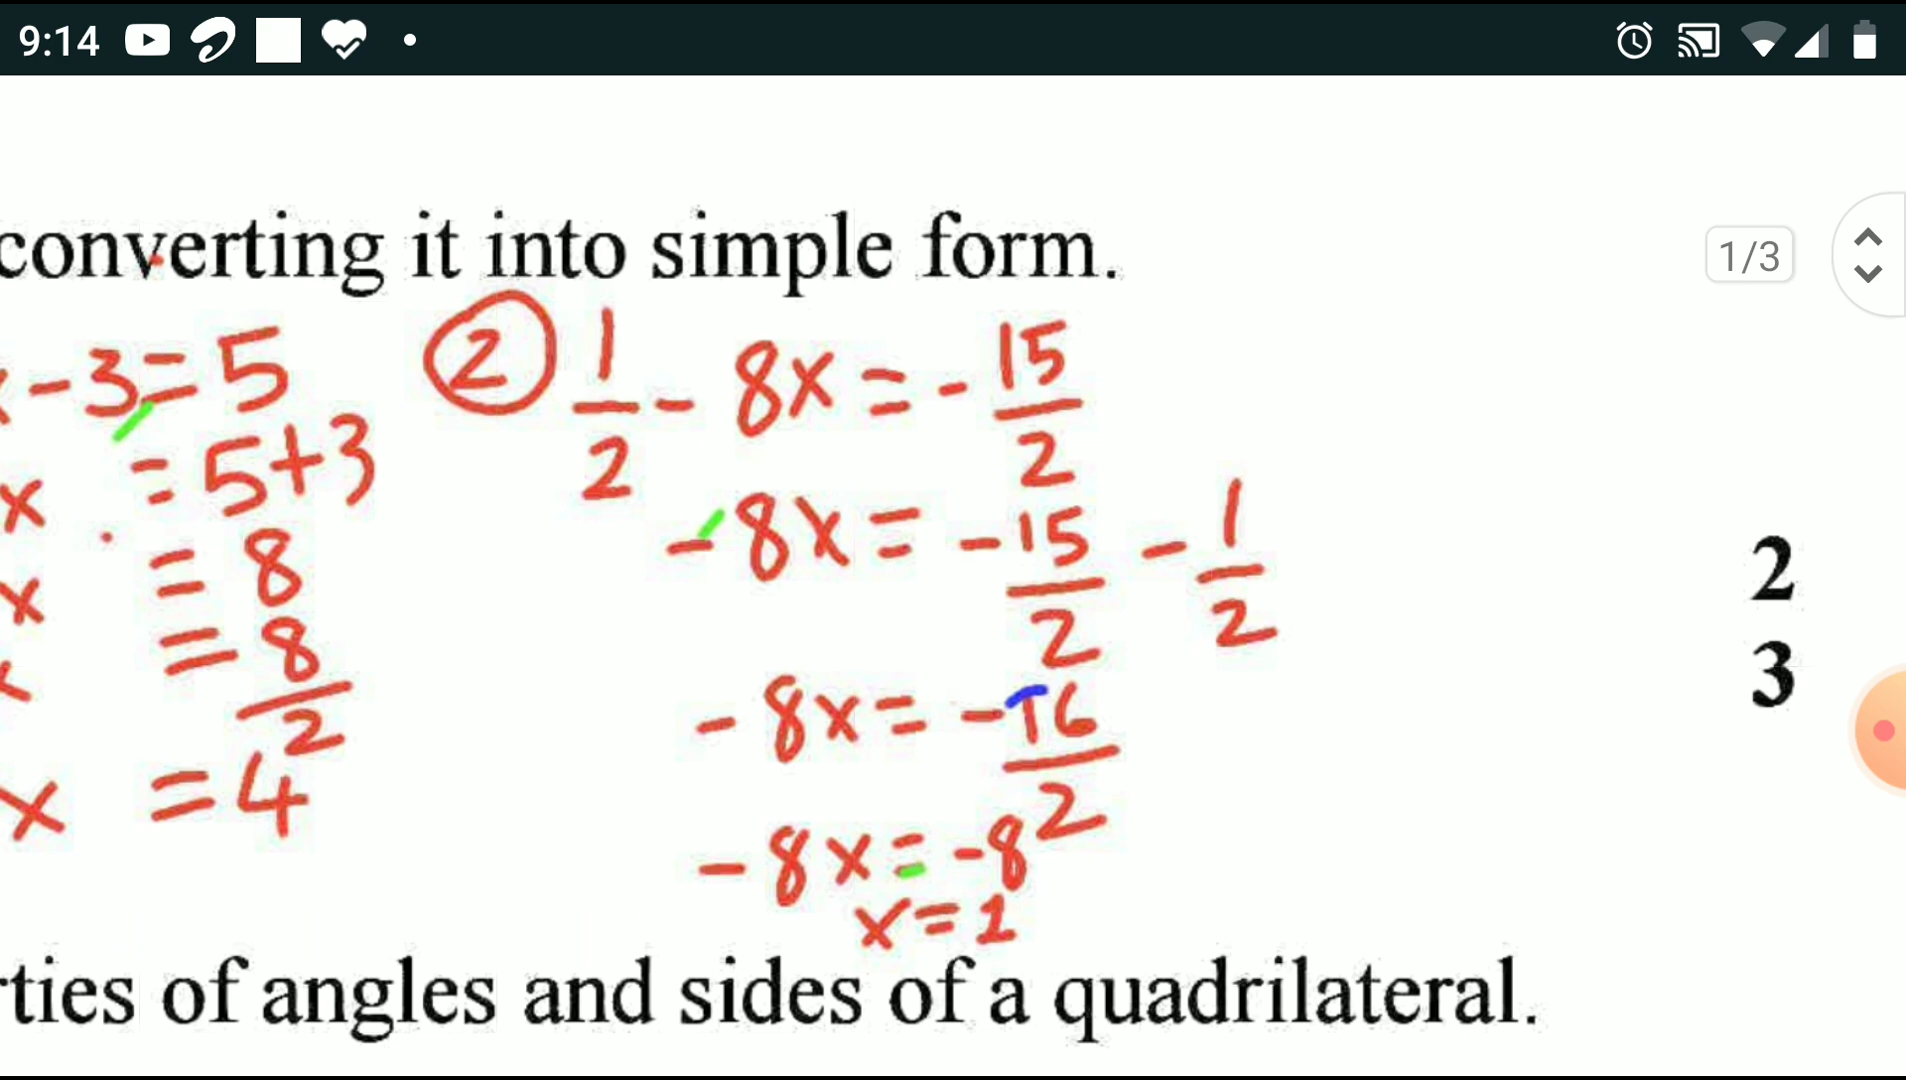 9:14
converting it into simple form.
1/3
- 3 = 5
x = 5 + 3
x = 8
= 8/2
x = 4
② 1/2 - 8x = - 15/2
- 8x = - 15/2 - 1/2
- 8x = - 16/2
- 8x = - 8
x = 1
2
3
ties of angles and sides of a quadrilateral.